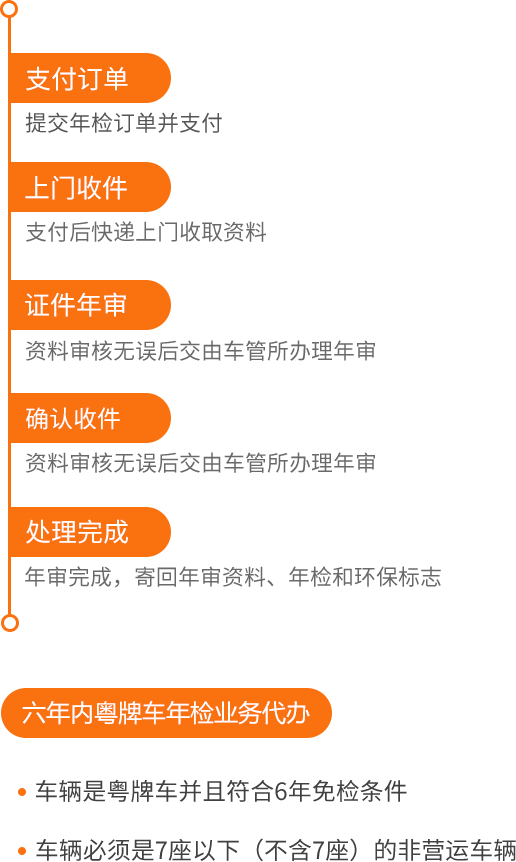 支付订单
提交年检订单并支付
上门收件
支付后快递上门收取资料
证件年审
资料审核无误后交由车管所办理年审
确认收件
资料审核无误后交由车管所办理年审
处理完成
年审完成，寄回年审资料、年检和环保标志
六年内粤牌车年检业务代办
• 车辆是粤牌车并且符合6年免检条件
• 车辆必须是7座以下（不含7座）的非营运车辆